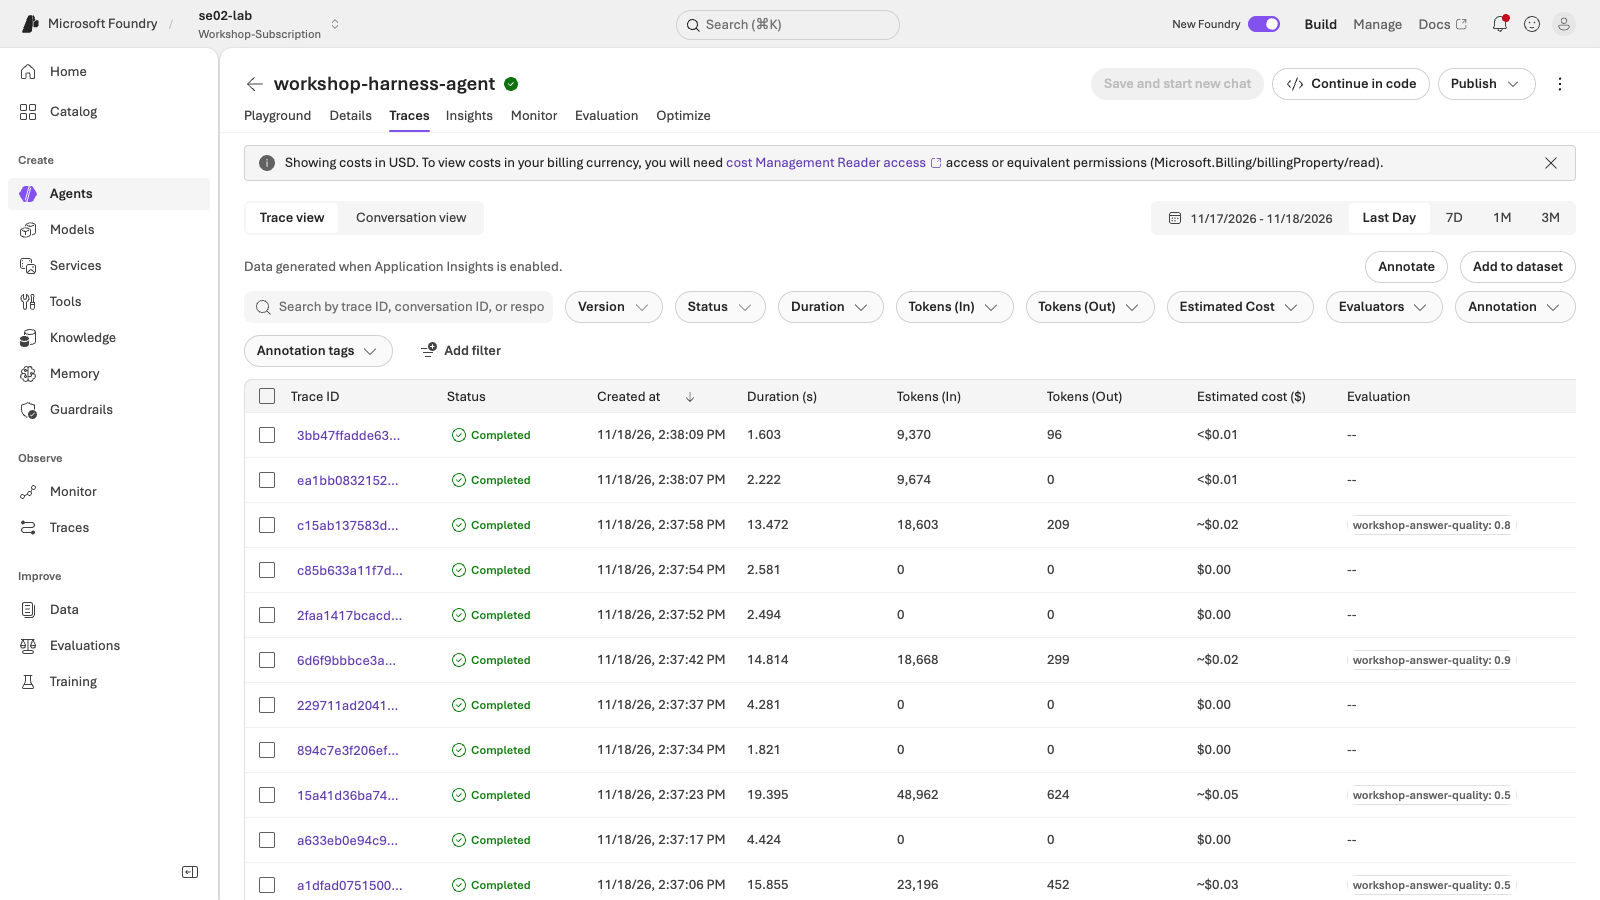 Microsoft Foundry
/
se02-lab
Workshop-Subscription
Search (⌘K)
New Foundry
Build
Manage
Docs
Home
Catalog
Create
Agents
Models
Services
Tools
Knowledge
Memory
Guardrails
Observe
Monitor
Traces
Improve
Data
Evaluations
Training
workshop-harness-agent
Save and start new chat
Continue in code
Publish
Playground Details Traces Insights Monitor Evaluation Optimize
Showing costs in USD. To view costs in your billing currency, you will need cost Management Reader access access or equivalent permissions (Microsoft.Billing/billingProperty/read).
Trace view Conversation view
11/17/2026 - 11/18/2026 Last Day 7D 1M 3M
Data generated when Application Insights is enabled.
Annotate Add to dataset
Search by trace ID, conversation ID, or respo
Version Status Duration Tokens (In) Tokens (Out) Estimated Cost Evaluators Annotation
Annotation tags Add filter
Trace ID Status Created at Duration (s) Tokens (In) Tokens (Out) Estimated cost ($) Evaluation
3bb47ffadde63... Completed 11/18/26, 2:38:09 PM 1.603 9,370 96 <$0.01 --
ea1bb0832152... Completed 11/18/26, 2:38:07 PM 2.222 9,674 0 <$0.01 --
c15ab137583d... Completed 11/18/26, 2:37:58 PM 13.472 18,603 209 ~$0.02 workshop-answer-quality: 0.8
c85b633a11f7d... Completed 11/18/26, 2:37:54 PM 2.581 0 0 $0.00 --
2faa1417bcacd... Completed 11/18/26, 2:37:52 PM 2.494 0 0 $0.00 --
6d6f9bbbce3a... Completed 11/18/26, 2:37:42 PM 14.814 18,668 299 ~$0.02 workshop-answer-quality: 0.9
229711ad2041... Completed 11/18/26, 2:37:37 PM 4.281 0 0 $0.00 --
894c7e3f206ef... Completed 11/18/26, 2:37:34 PM 1.821 0 0 $0.00 --
15a41d36ba74... Completed 11/18/26, 2:37:23 PM 19.395 48,962 624 ~$0.05 workshop-answer-quality: 0.5
a633eb0e94c9... Completed 11/18/26, 2:37:17 PM 4.424 0 0 $0.00 --
a1dfad0751500... Completed 11/18/26, 2:37:06 PM 15.855 23,196 452 ~$0.03 workshop-answer-quality: 0.5